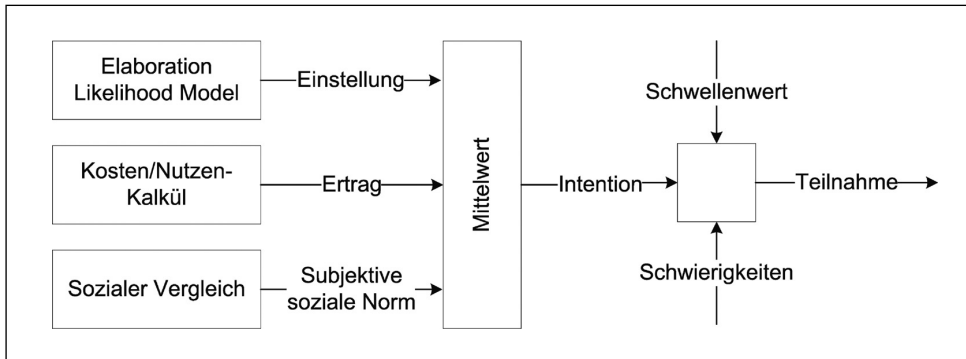 Elaboration
Likelihood Model
Einstellung
Kosten/Nutzen-
Kalkül
Ertrag
Sozialer Vergleich
Subjektive
soziale Norm
Mittelwert
Intention
Schwellenwert
Schwierigkeiten
Teilnahme